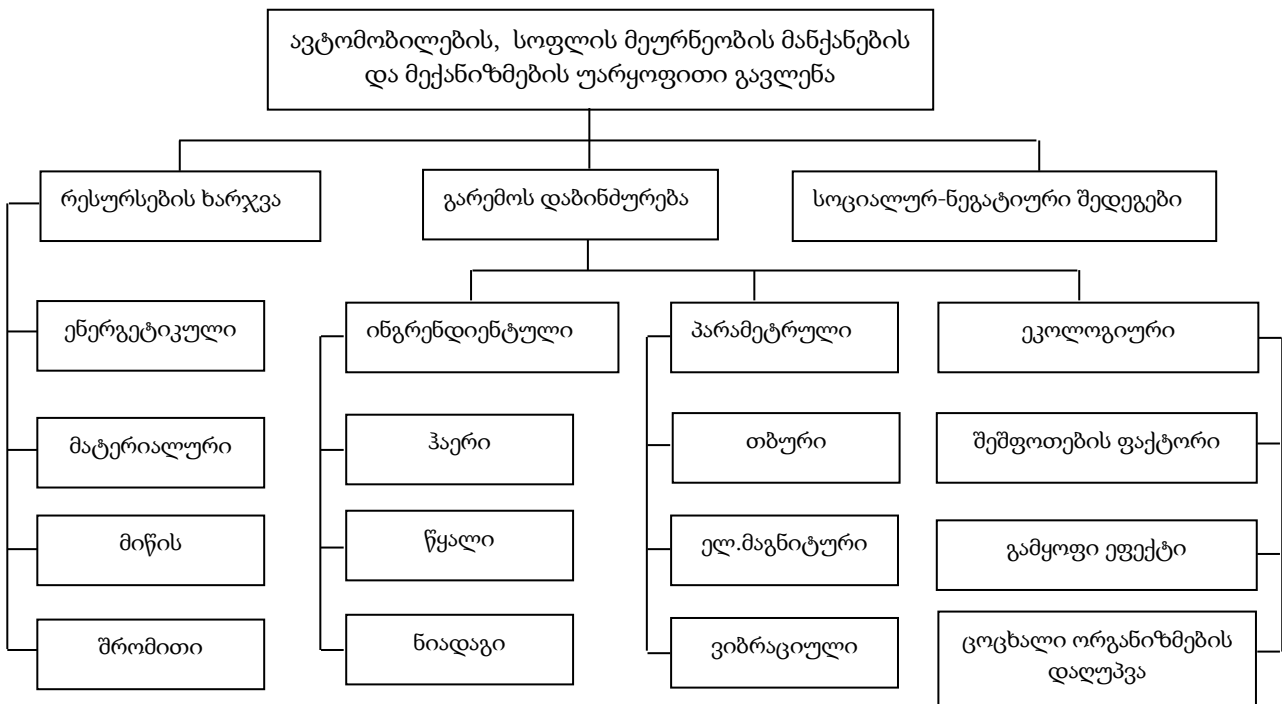 ავტომობილების, სოფლის მეურნეობის მანქანების
და მექანიზმების უარყოფითი გავლენა
რესურსების ხარჯვა
გარემოს დაბინძურება
სოციალურ-ნეგატიური შედეგები
ენერგეტიკული
ინგრენდიენტული
პარამეტრული
ეკოლოგიური
მატერიალური
ჰაერი
თბური
შეშფოთების ფაქტორი
მიწის
წყალი
ელ.მაგნიტური
გამყოფი ეფექტი
შრომითი
ნიადაგი
ვიბრაციული
ცოცხალი ორგანიზმების
დაღუპვა